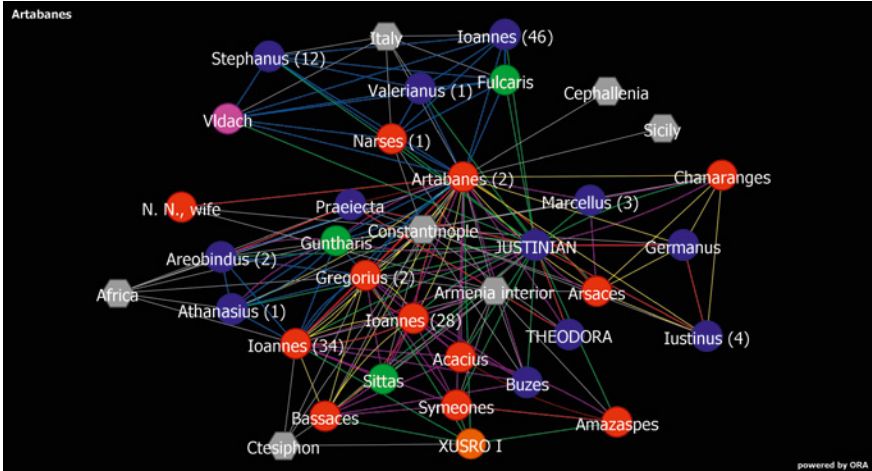 Artabanes
Italy
Ioannes (46)
Stephanus (12)
Valerianus (1)
Fulcaris
Cephallenia
Vldach
Narses (1)
Sicily
Artabanes (2)
Chanaranges
N. N., wife
Praeiecta
Marcellus (3)
Constantinople
Guntharis
JUSTINIAN
Germanus
Areobindus (2)
Gregorius (2)
Armenia interior
Arsaces
Africa
Athanasius (1)
Ioannes (28)
Ioannes (34)
THEODORA
Iustinus (4)
Acacius
Sittas
Buzes
Bassaces
Symeones
Amazaspes
Ctesiphon
XUSRO I
powered by ORA